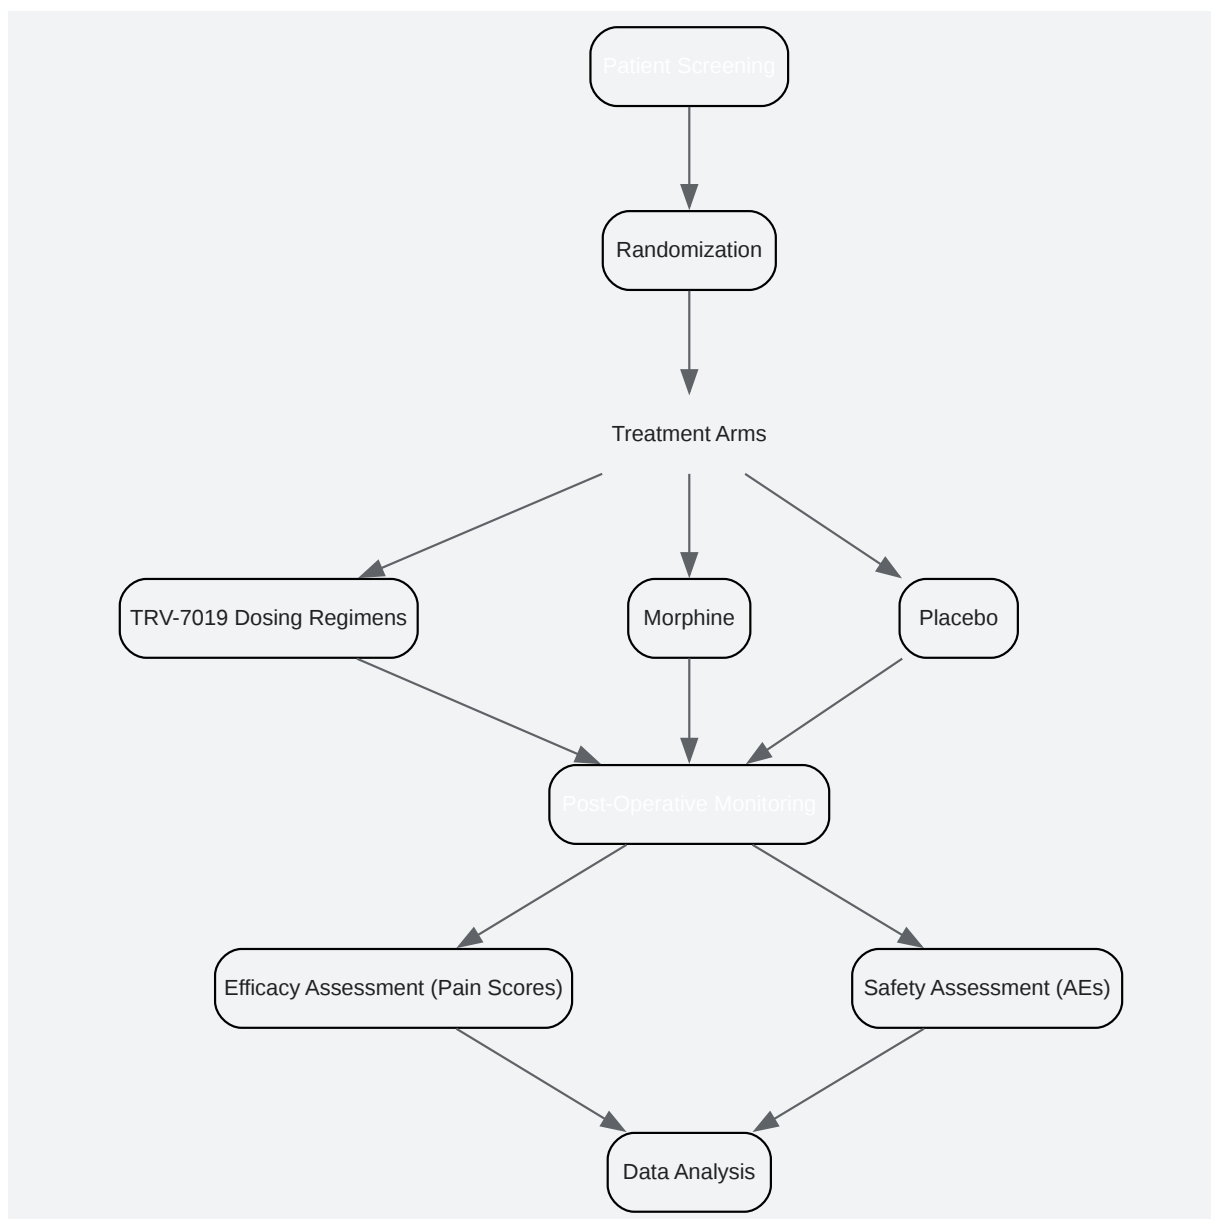 Patient Screening
Randomization
Treatment Arms
TRV-7019 Dosing Regimens
Morphine
Placebo
Post-Operative Monitoring
Efficacy Assessment (Pain Scores)
Safety Assessment (AEs)
Data Analysis